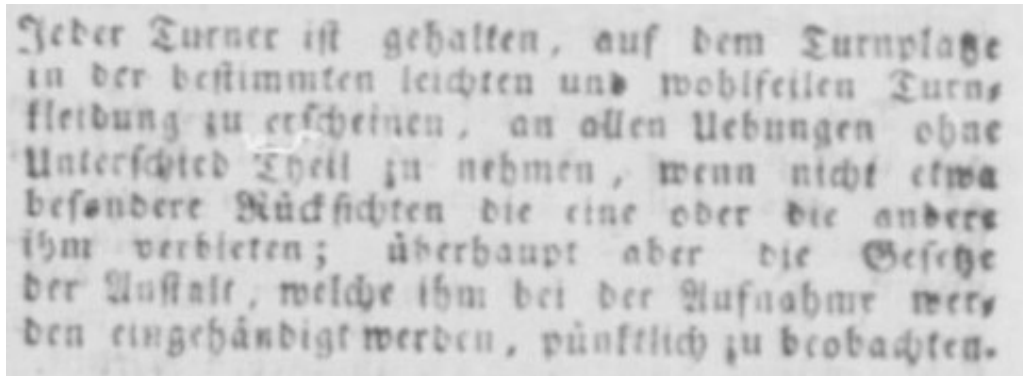 Jeder Turner ist gehalten, auf dem Turnplatze
in der bestimmten leichten und wohlfeilen Turn-
kleidung zu erscheinen, an allen Uebungen ohne
Unterschied Theil zu nehmen, wenn nicht etwa
besondere Rücksichten die eine oder die andere
ihm verbieten; überhaupt aber die Gesetze
der Anstalt, welche ihm bei der Aufnahme wer-
den eingehändigt werden, pünktlich zu beobachten.